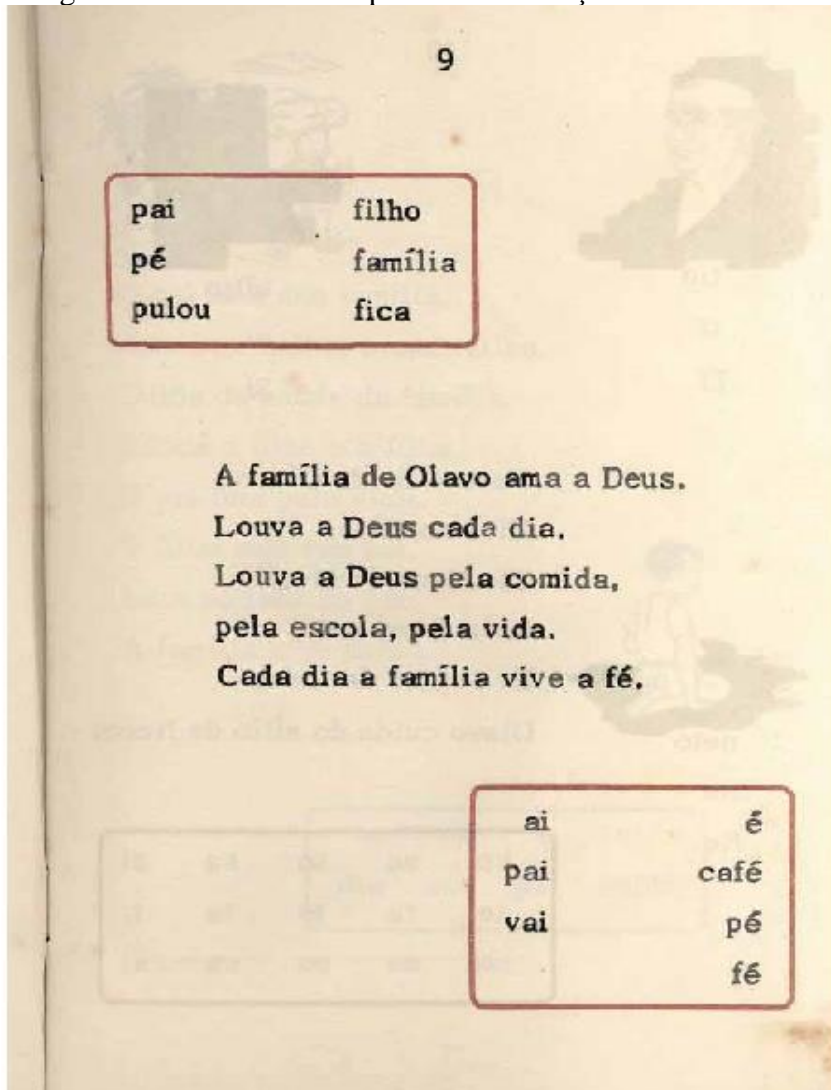 9
pai filho
pé família
pulou fica
A família de Olavo ama a Deus.
Louva a Deus cada dia.
Louva a Deus pela comida,
pela escola, pela vida.
Cada dia a família vive a fé.
ai é
pai café
vai pé
fé